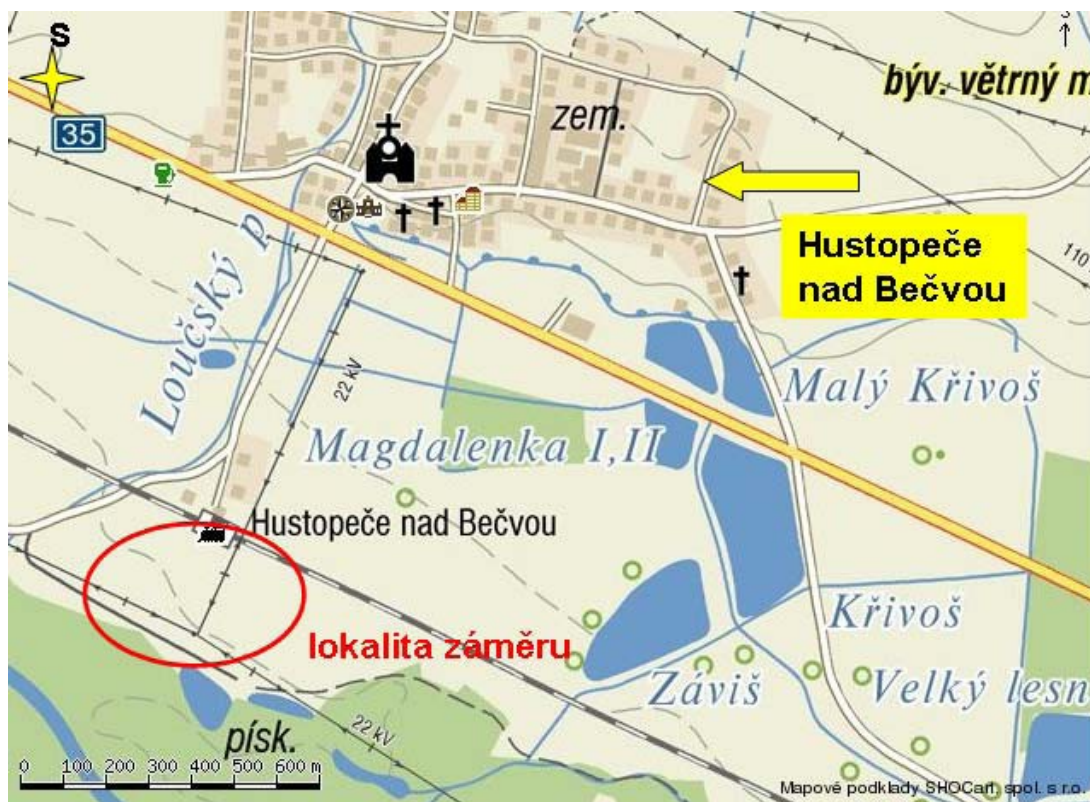 S
35
zem.
býv. větrný m
Hustopeče
nad Bečvou
110
Loučský p
22 kV
Malý Křivoš
Magdalenka I,II
Hustopeče nad Bečvou
lokalita záměru
Křivoš
Záviš
Velký lesn
písk.
22 kV
0 100 200 300 400 500 600 m
Mapové podklady SHOCart, spol. s r.o.